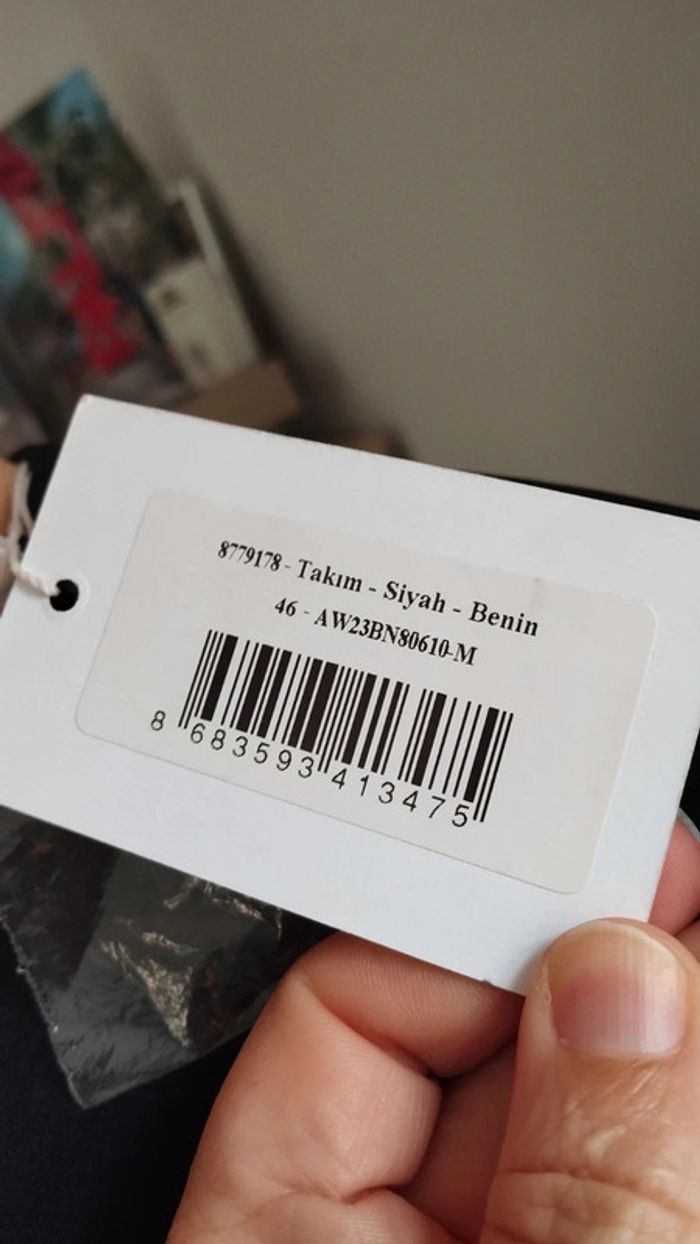 8779178 - Takım - Siyah - Benin
46 - AW23BN80610-M
8 683593 413475